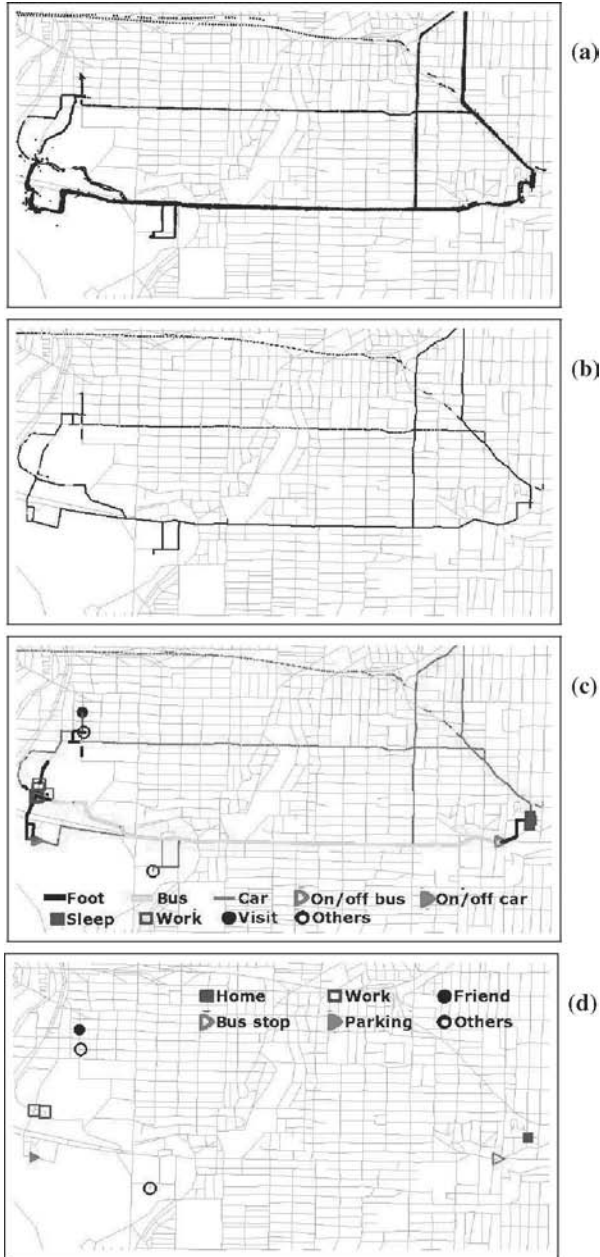 (a)
(b)
(c)
Foot Bus Car On/off bus On/off car
Sleep Work Visit Others
(d)
Home Work Friend
Bus stop Parking Others